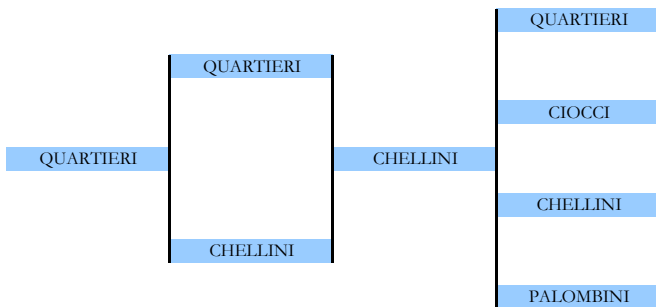 QUARTIERI
QUARTIERI
CIOCCI
QUARTIERI
CHELLINI
CHELLINI
CHELLINI
PALOMBINI